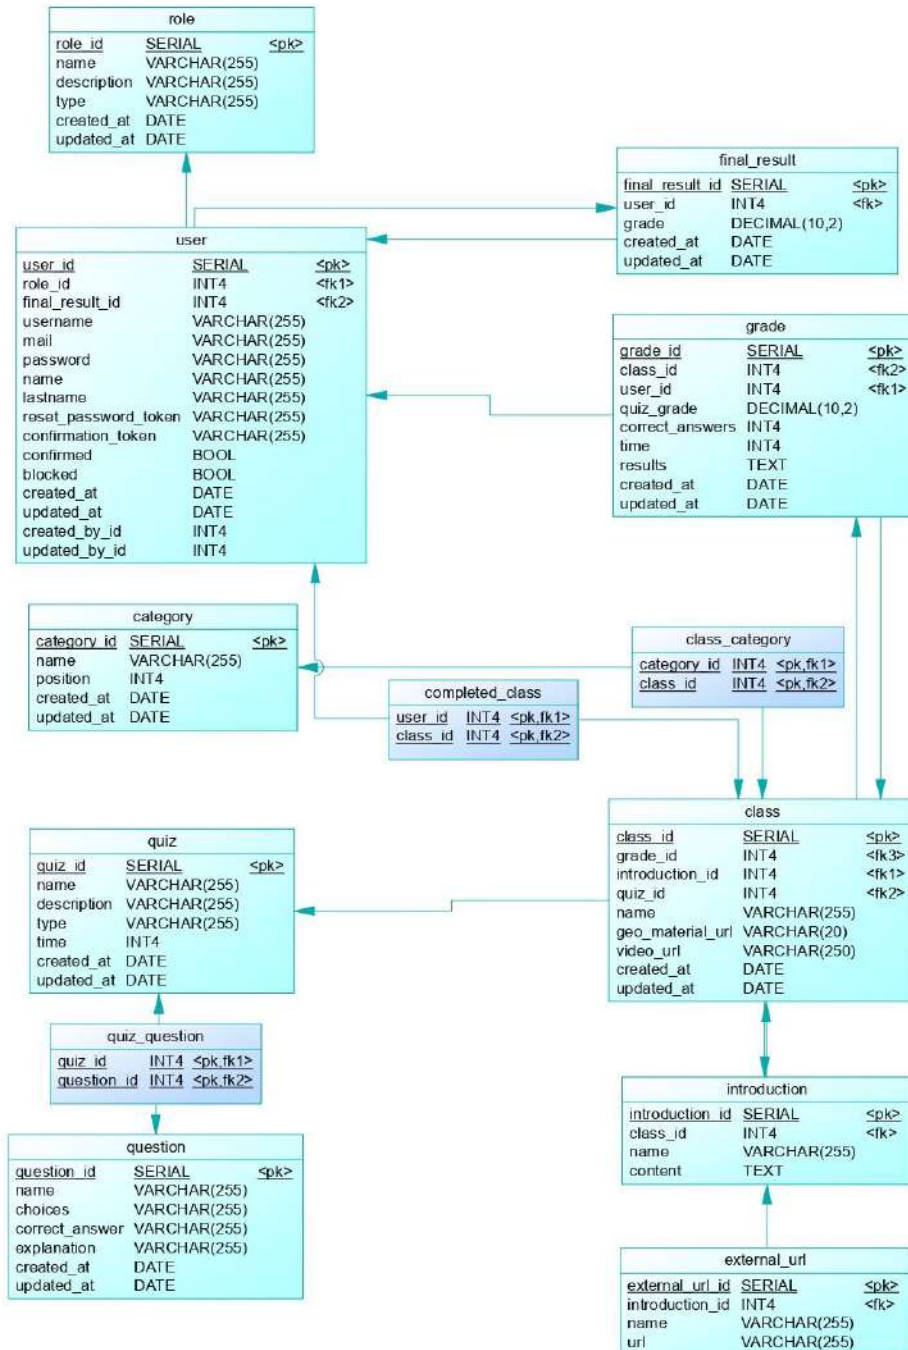 role
role_id SERIAL <pk>
name VARCHAR(255)
description VARCHAR(255)
type VARCHAR(255)
created_at DATE
updated_at DATE
final_result
final_result_id SERIAL <pk>
user_id INT4 <fk>
grade DECIMAL(10,2)
created_at DATE
updated_at DATE
user
user_id SERIAL <pk>
role_id INT4 <fk1>
final_result_id INT4 <fk2>
username VARCHAR(255)
mail VARCHAR(255)
password VARCHAR(255)
name VARCHAR(255)
lastname VARCHAR(255)
reset_password_token VARCHAR(255)
confirmation_token VARCHAR(255)
confirmed BOOL
blocked BOOL
created_at DATE
updated_at DATE
created_by_id INT4
updated_by_id INT4
grade
grade_id SERIAL <pk>
class_id INT4 <fk2>
user_id INT4 <fk1>
quiz_grade DECIMAL(10,2)
correct_answers INT4
time INT4
results TEXT
created_at DATE
updated_at DATE
category
category_id SERIAL <pk>
name VARCHAR(255)
position INT4
created_at DATE
updated_at DATE
class_category
category_id INT4 <pk,fk1>
class_id INT4 <pk,fk2>
completed_class
user_id INT4 <pk,fk1>
class_id INT4 <pk,fk2>
class
class_id SERIAL <pk>
grade_id INT4 <fk3>
introduction_id INT4 <fk1>
quiz_id INT4 <fk2>
name VARCHAR(255)
geo_material_url VARCHAR(20)
video_url VARCHAR(250)
created_at DATE
updated_at DATE
quiz
quiz_id SERIAL <pk>
name VARCHAR(255)
description VARCHAR(255)
type VARCHAR(255)
time INT4
created_at DATE
updated_at DATE
quiz_question
quiz_id INT4 <pk,fk1>
question_id INT4 <pk,fk2>
introduction
introduction_id SERIAL <pk>
class_id INT4 <fk>
name VARCHAR(255)
content TEXT
question
question_id SERIAL <pk>
name VARCHAR(255)
choices VARCHAR(255)
correct_answer VARCHAR(255)
explanation VARCHAR(255)
created_at DATE
updated_at DATE
external_url
external_url_id SERIAL <pk>
introduction_id INT4 <fk>
name VARCHAR(255)
url VARCHAR(255)